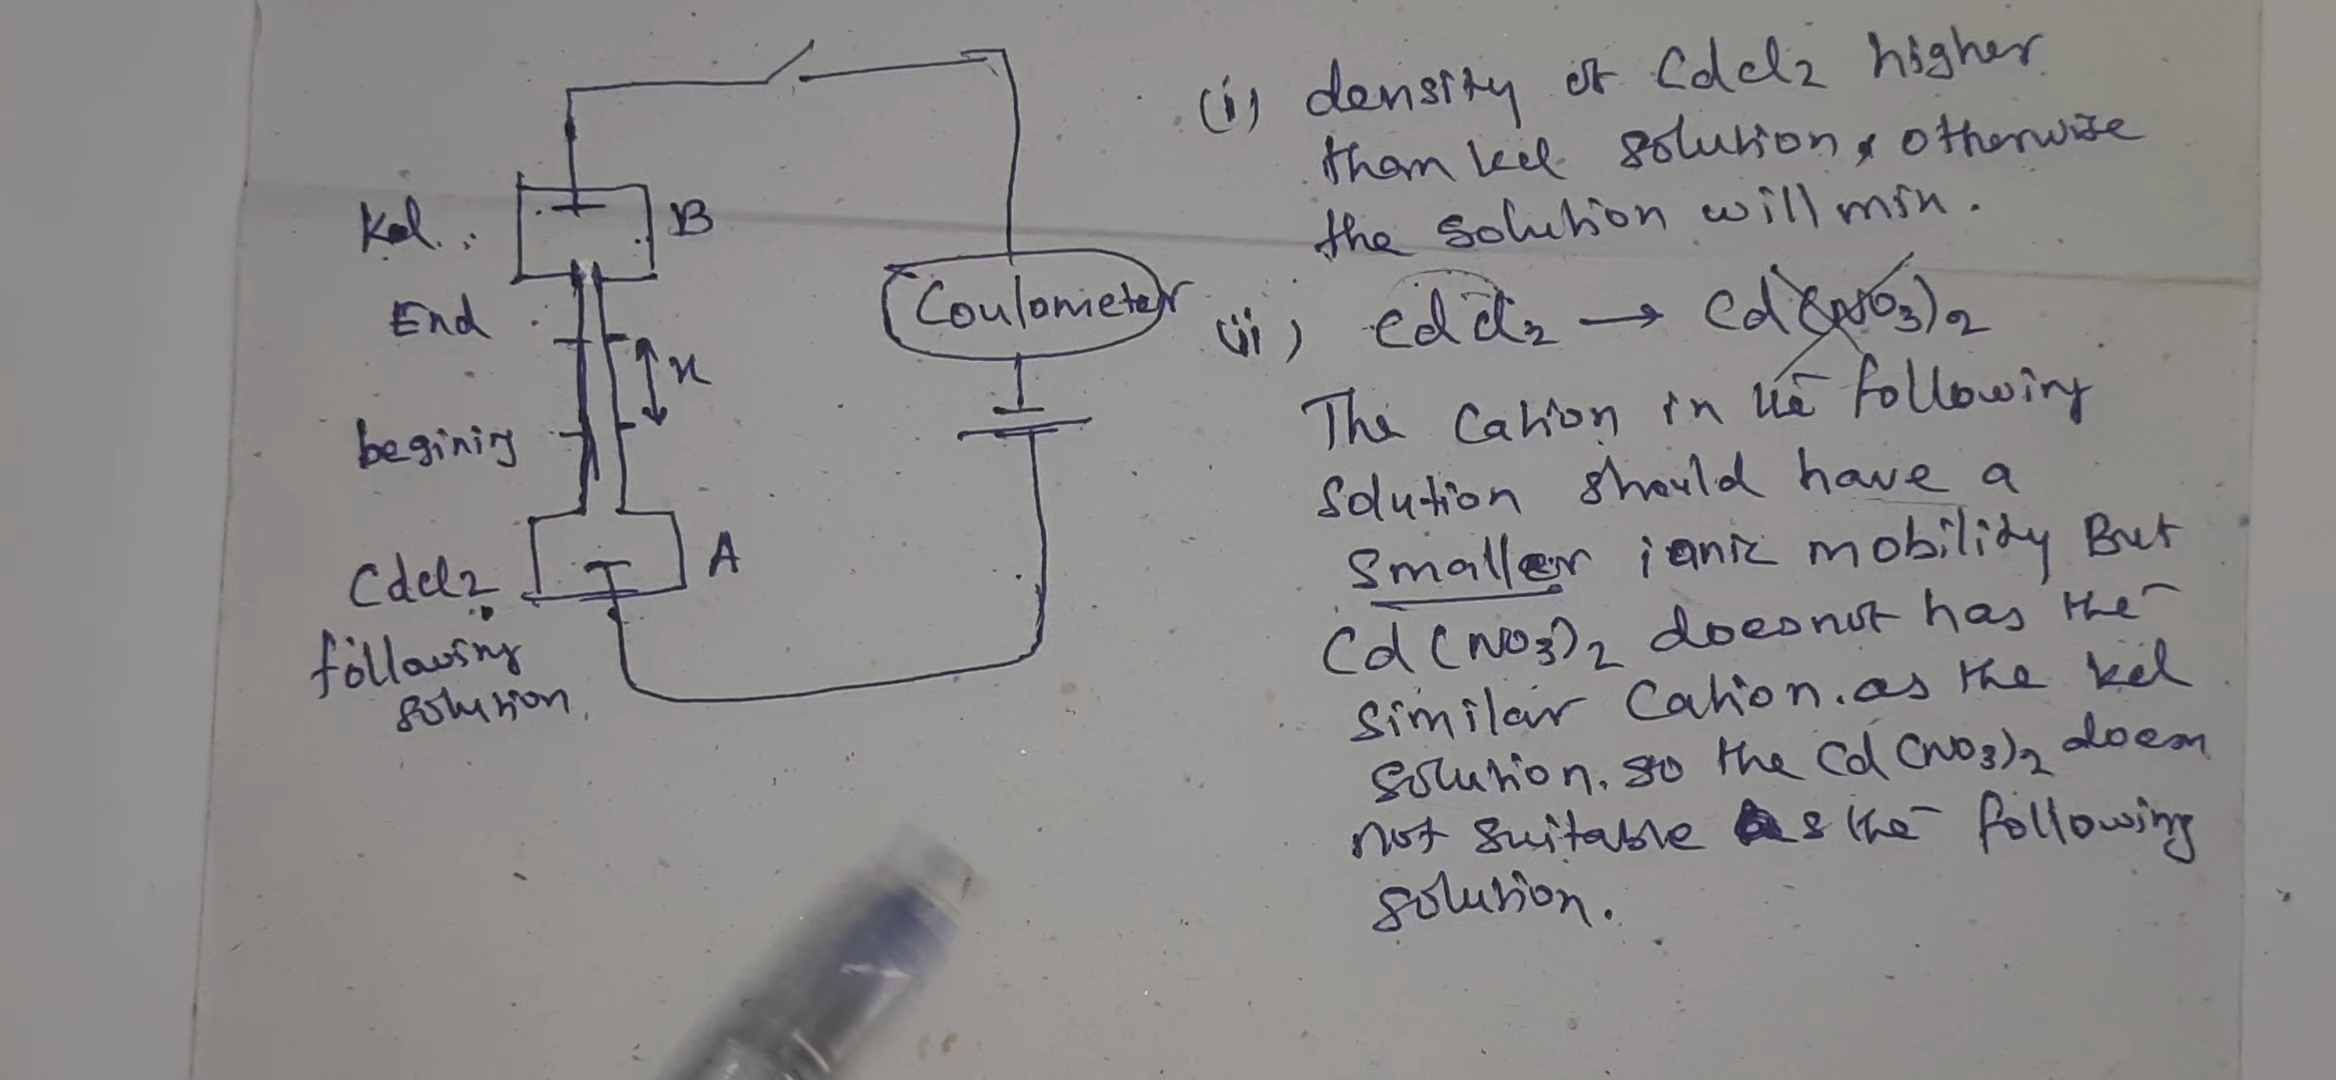 Kcl
B
End
x
begining
Cdcl2
A
following
solution.
Coulometer
(i) density of Cdcl2 higher
than kcl solution, otherwise
the solution will mix.
(ii) cdcl2 → Cd(NO3)2
The Cation in the following
solution should have a
smaller ionic mobility But
Cd(NO3)2 does not has the
similar Cation. as the kcl
solution. so the Cd(NO3)2 does
not suitable as the following
solution.